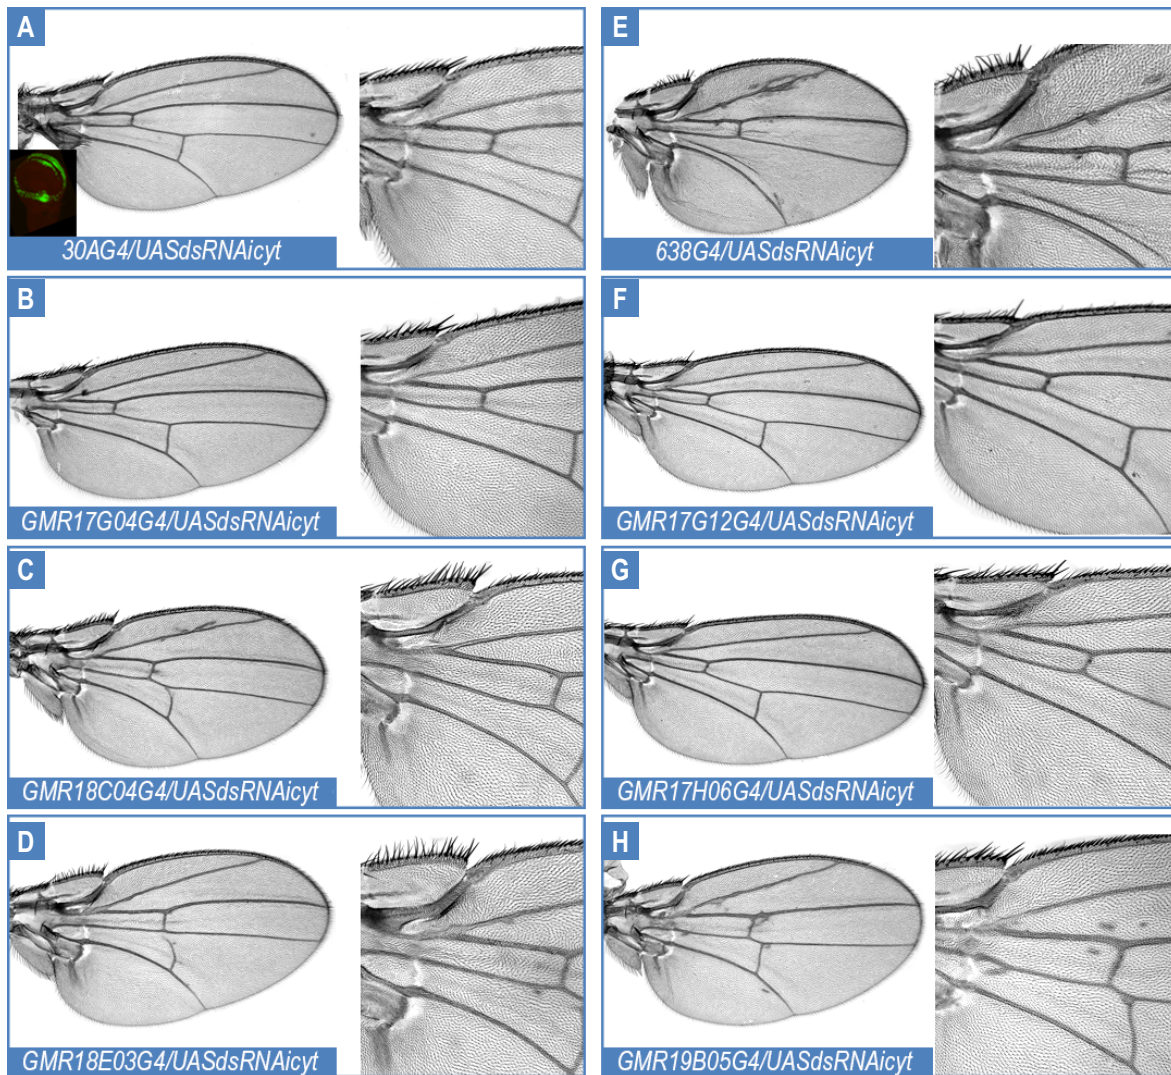 A
30AG4/UASdsRNAicyt
E
638G4/UASdsRNAicyt
B
GMR17G04G4/UASdsRNAicyt
F
GMR17G12G4/UASdsRNAicyt
C
GMR18C04G4/UASdsRNAicyt
G
GMR17H06G4/UASdsRNAicyt
D
GMR18E03G4/UASdsRNAicyt
H
GMR19B05G4/UASdsRNAicyt